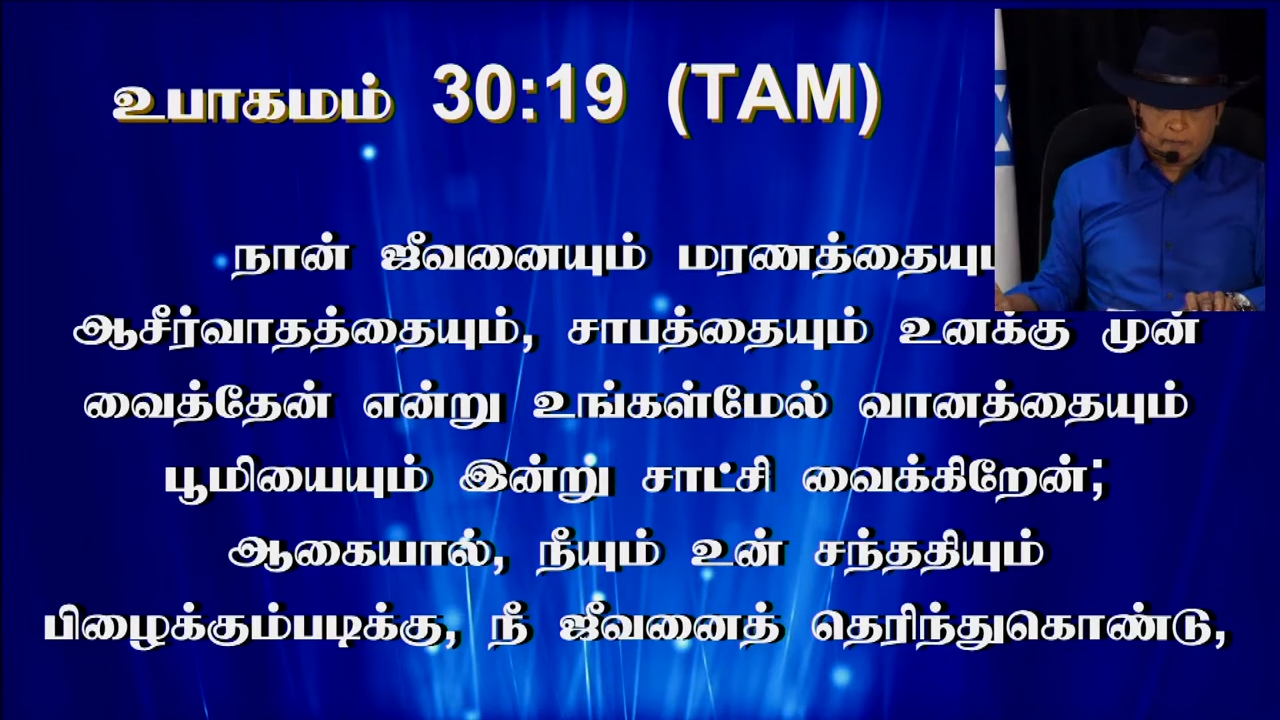 உபாகமம் 30:19 (TAM)
நான் ஜீவனையும் மரணத்தையும்
ஆசீர்வாதத்தையும், சாபத்தையும் உனக்கு முன்
வைத்தேன் என்று உங்கள்மேல் வானத்தையும்
பூமியையும் இன்று சாட்சி வைக்கிறேன்;
ஆகையால், நீயும் உன் சந்ததியும்
பிழைக்கும்படிக்கு, நீ ஜீவனைத் தெரிந்துகொண்டு,